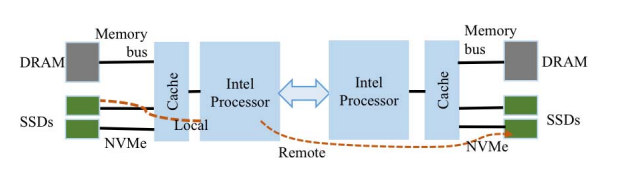 Memory
bus
DRAM
SSDs
NVMe
Cache
Local
Intel
Processor
Remote
Intel
Processor
Cache
Memory
bus
DRAM
SSDs
NVMe